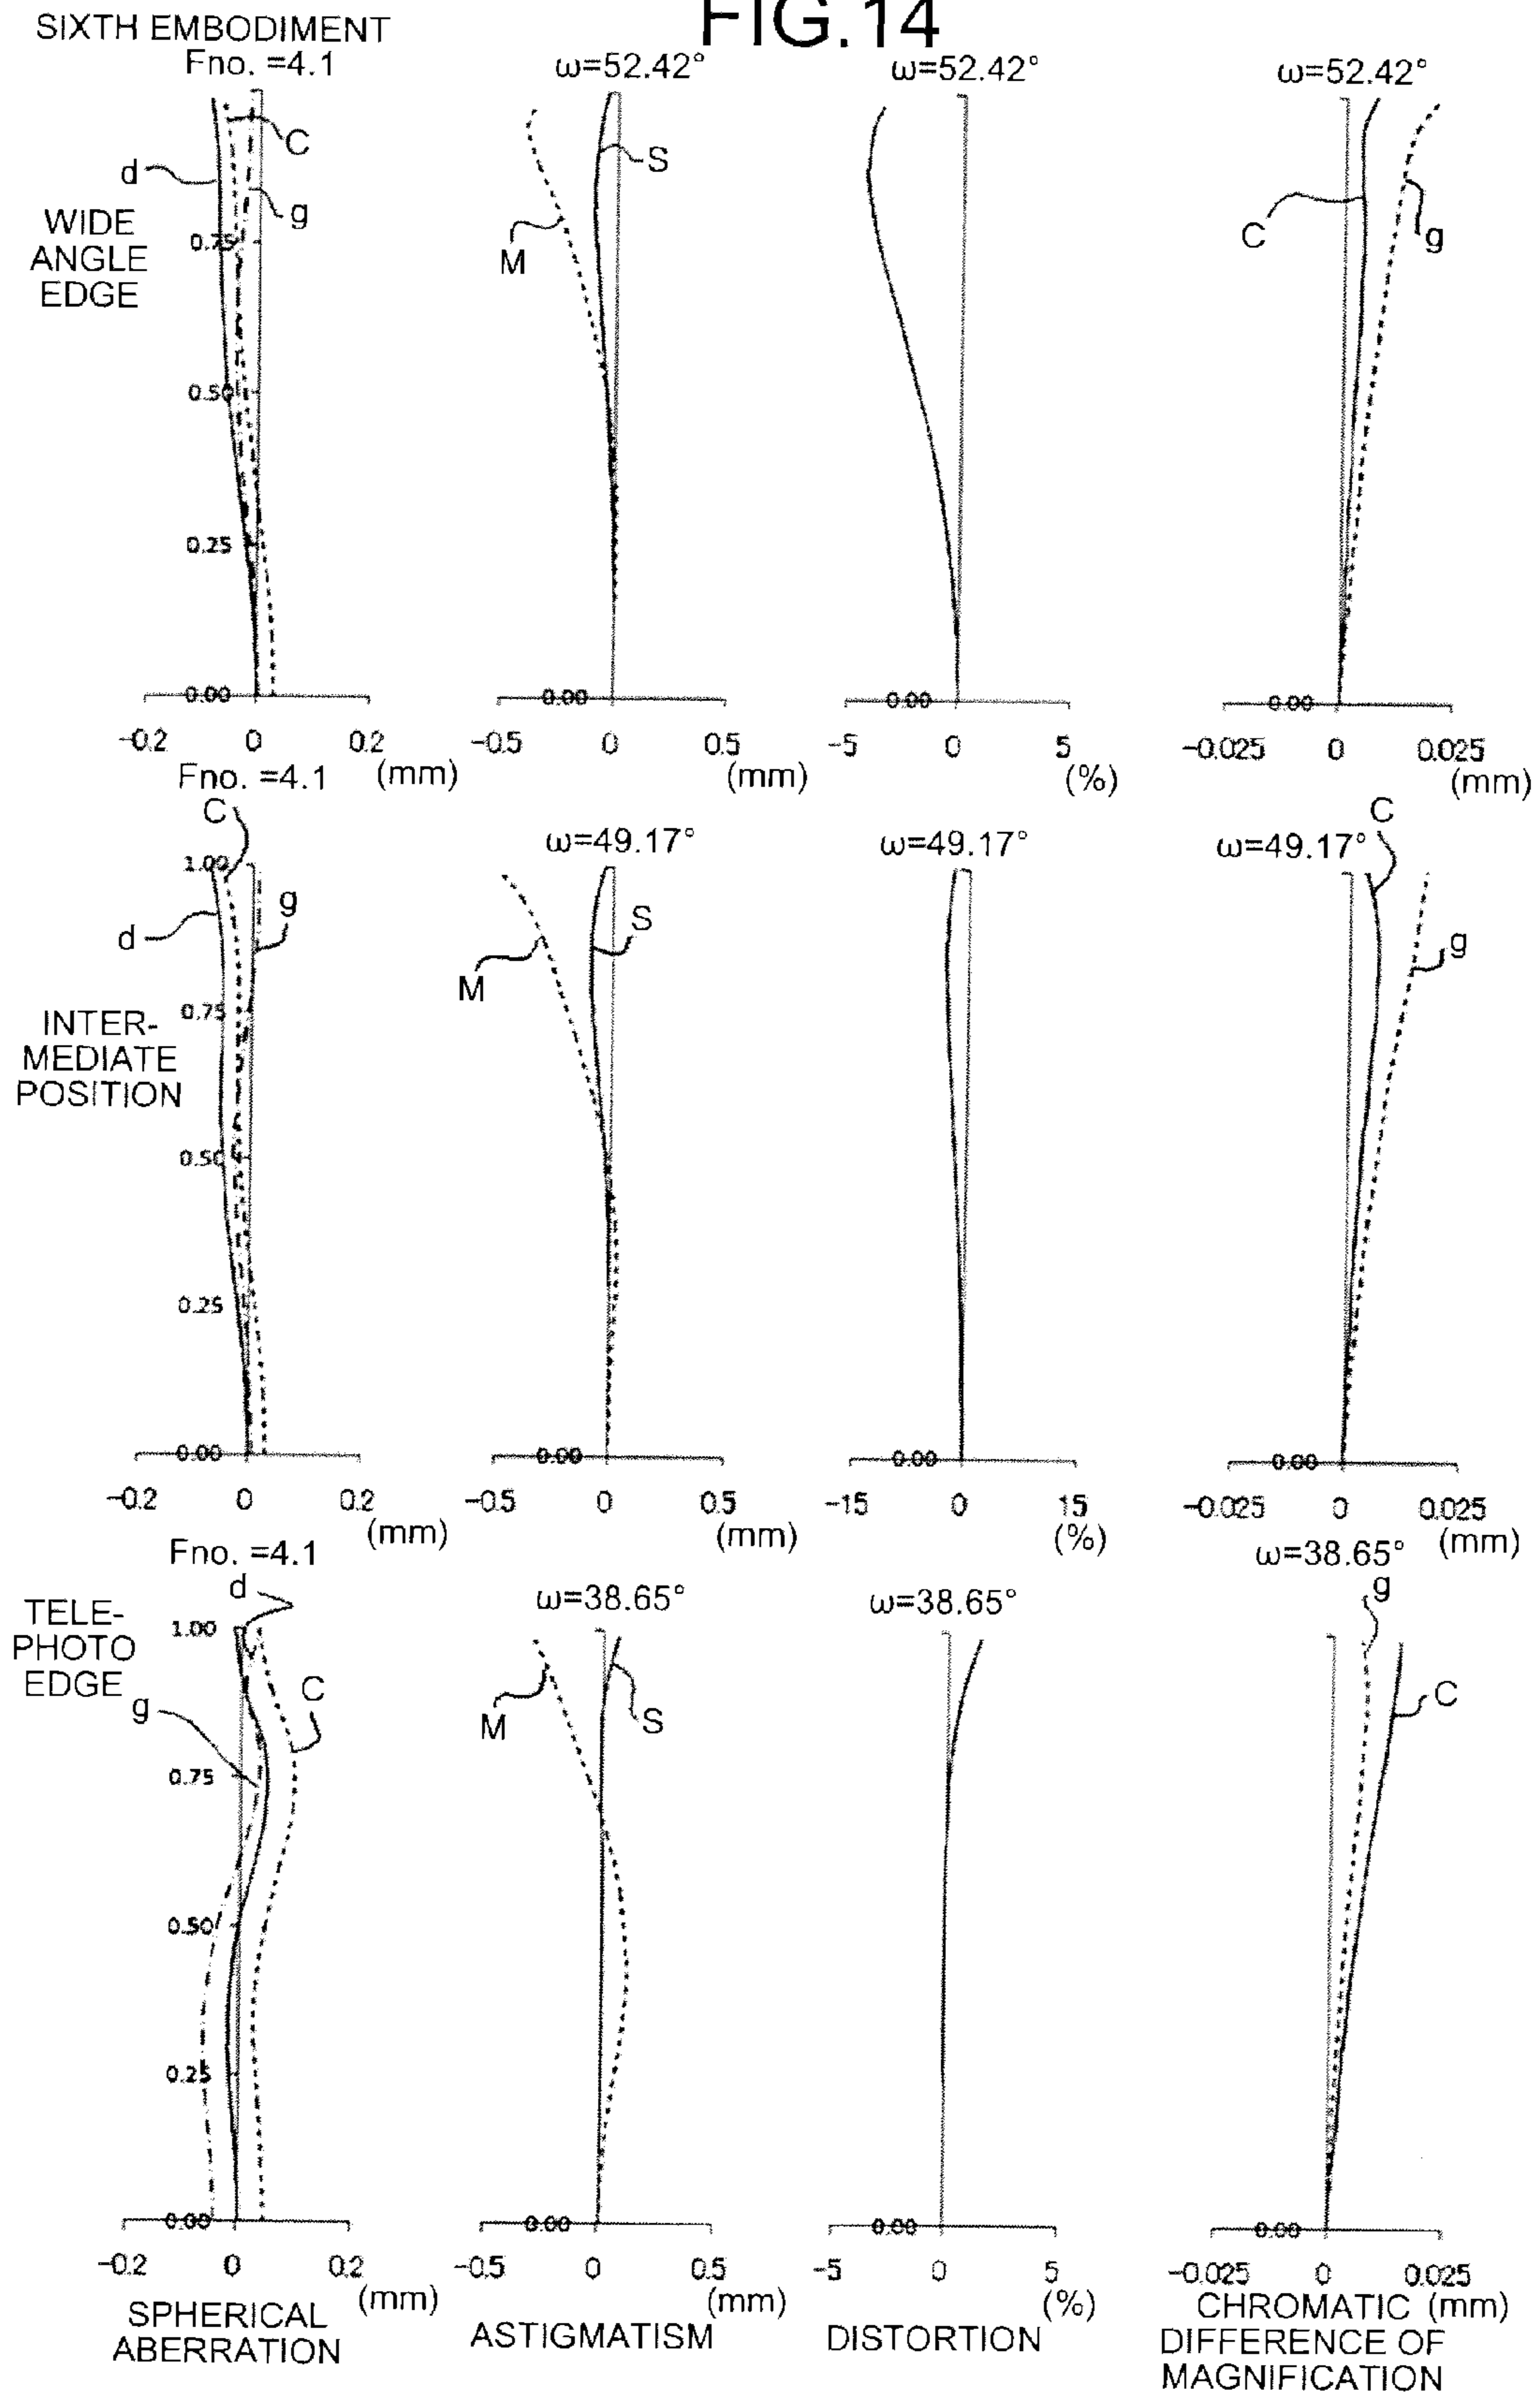 FIG.14
SIXTH EMBODIMENT
Fno. =4.1
ω=52.42°
ω=52.42°
ω=52.42°
WIDE
ANGLE
EDGE
d
C
g
M
S
C
g
0.75
0.50
0.25
0.00
0.00
0.00
0.00
-0.2 0 0.2
(mm)
-0.5 0 0.5
(mm)
-5 0 5
(%)
-0.025 0 0.025
(mm)
Fno. =4.1
ω=49.17°
ω=49.17°
ω=49.17°
INTER-
MEDIATE
POSITION
C
d
g
M
S
C
g
1.00
0.75
0.50
0.25
0.00
0.00
0.00
0.00
-0.2 0 0.2
(mm)
-0.5 0 0.5
(mm)
-15 0 15
(%)
-0.025 0 0.025
(mm)
Fno. =4.1
ω=38.65°
ω=38.65°
ω=38.65°
TELE-
PHOTO
EDGE
d
g
C
M
S
g
C
1.00
0.75
0.50
0.25
0.00
0.00
0.00
0.00
-0.2 0 0.2
(mm)
-0.5 0 0.5
(mm)
-5 0 5
(%)
-0.025 0 0.025
(mm)
SPHERICAL
ABERRATION
ASTIGMATISM
DISTORTION
CHROMATIC
DIFFERENCE OF
MAGNIFICATION